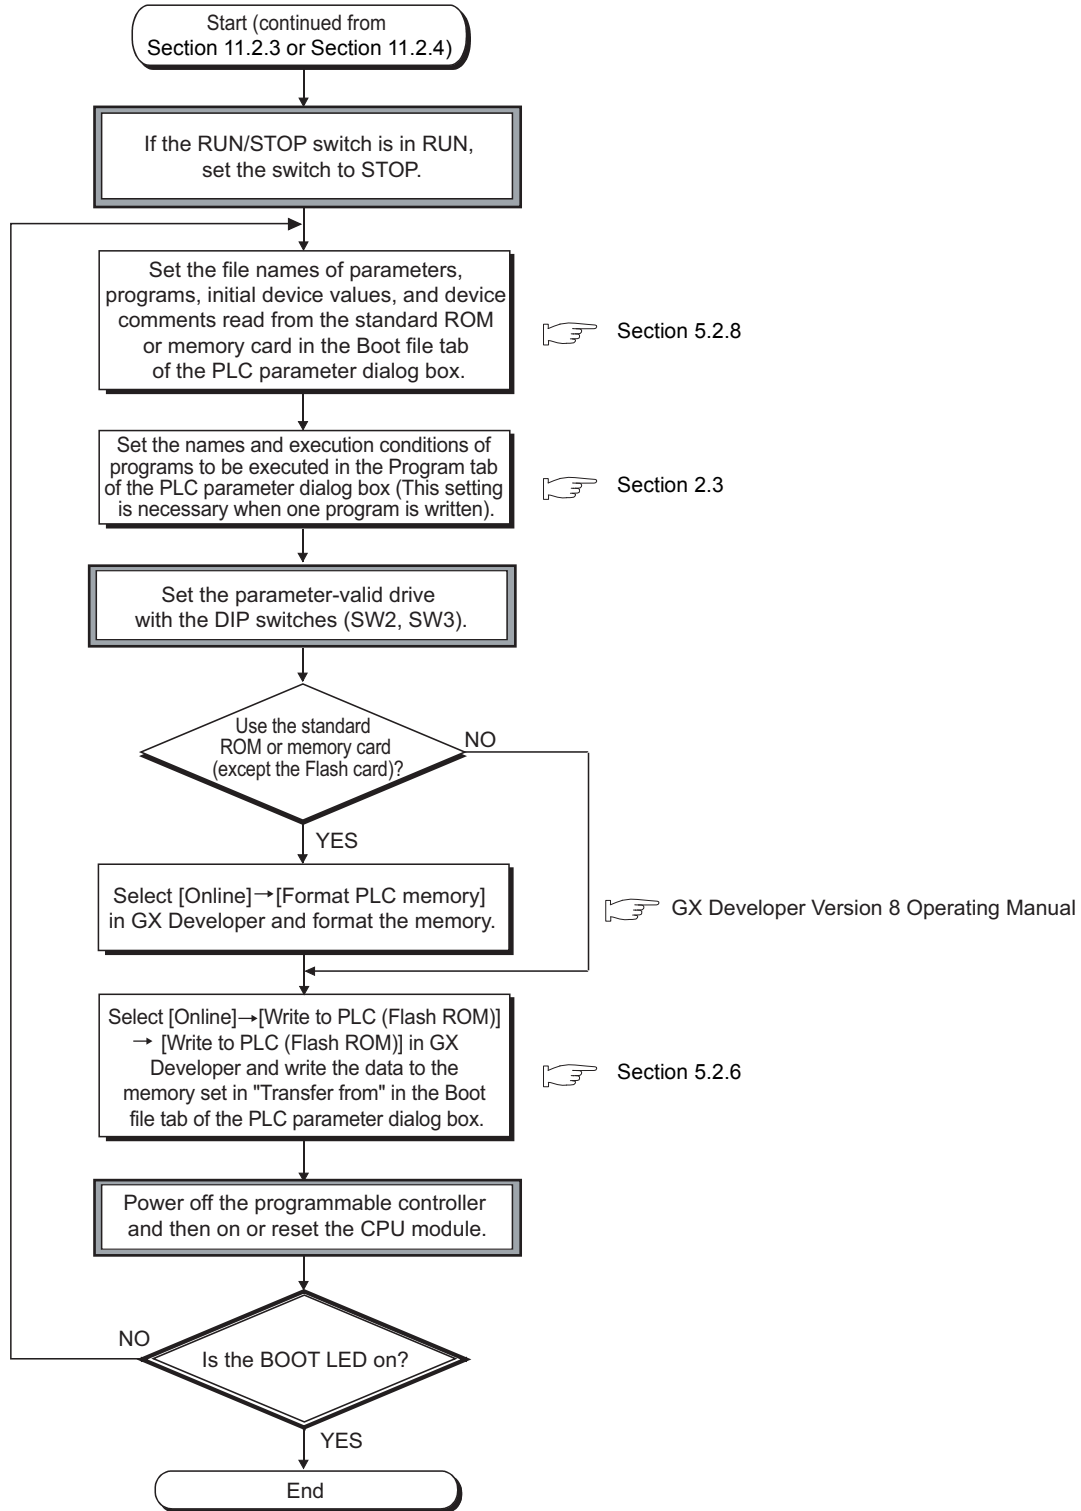 Start (continued from
Section 11.2.3 or Section 11.2.4)
If the RUN/STOP switch is in RUN,
set the switch to STOP.
Set the file names of parameters,
programs, initial device values, and device
comments read from the standard ROM
or memory card in the Boot file tab
of the PLC parameter dialog box.
Section 5.2.8
Set the names and execution conditions of
programs to be executed in the Program tab
of the PLC parameter dialog box (This setting
is necessary when one program is written).
Section 2.3
Set the parameter-valid drive
with the DIP switches (SW2, SW3).
Use the standard
ROM or memory card
(except the Flash card)?
NO
YES
Select [Online]→[Format PLC memory]
in GX Developer and format the memory.
GX Developer Version 8 Operating Manual
Select [Online]→[Write to PLC (Flash ROM)]
→ [Write to PLC (Flash ROM)] in GX
Developer and write the data to the
memory set in "Transfer from" in the Boot
file tab of the PLC parameter dialog box.
Section 5.2.6
Power off the programmable controller
and then on or reset the CPU module.
NO
Is the BOOT LED on?
YES
End